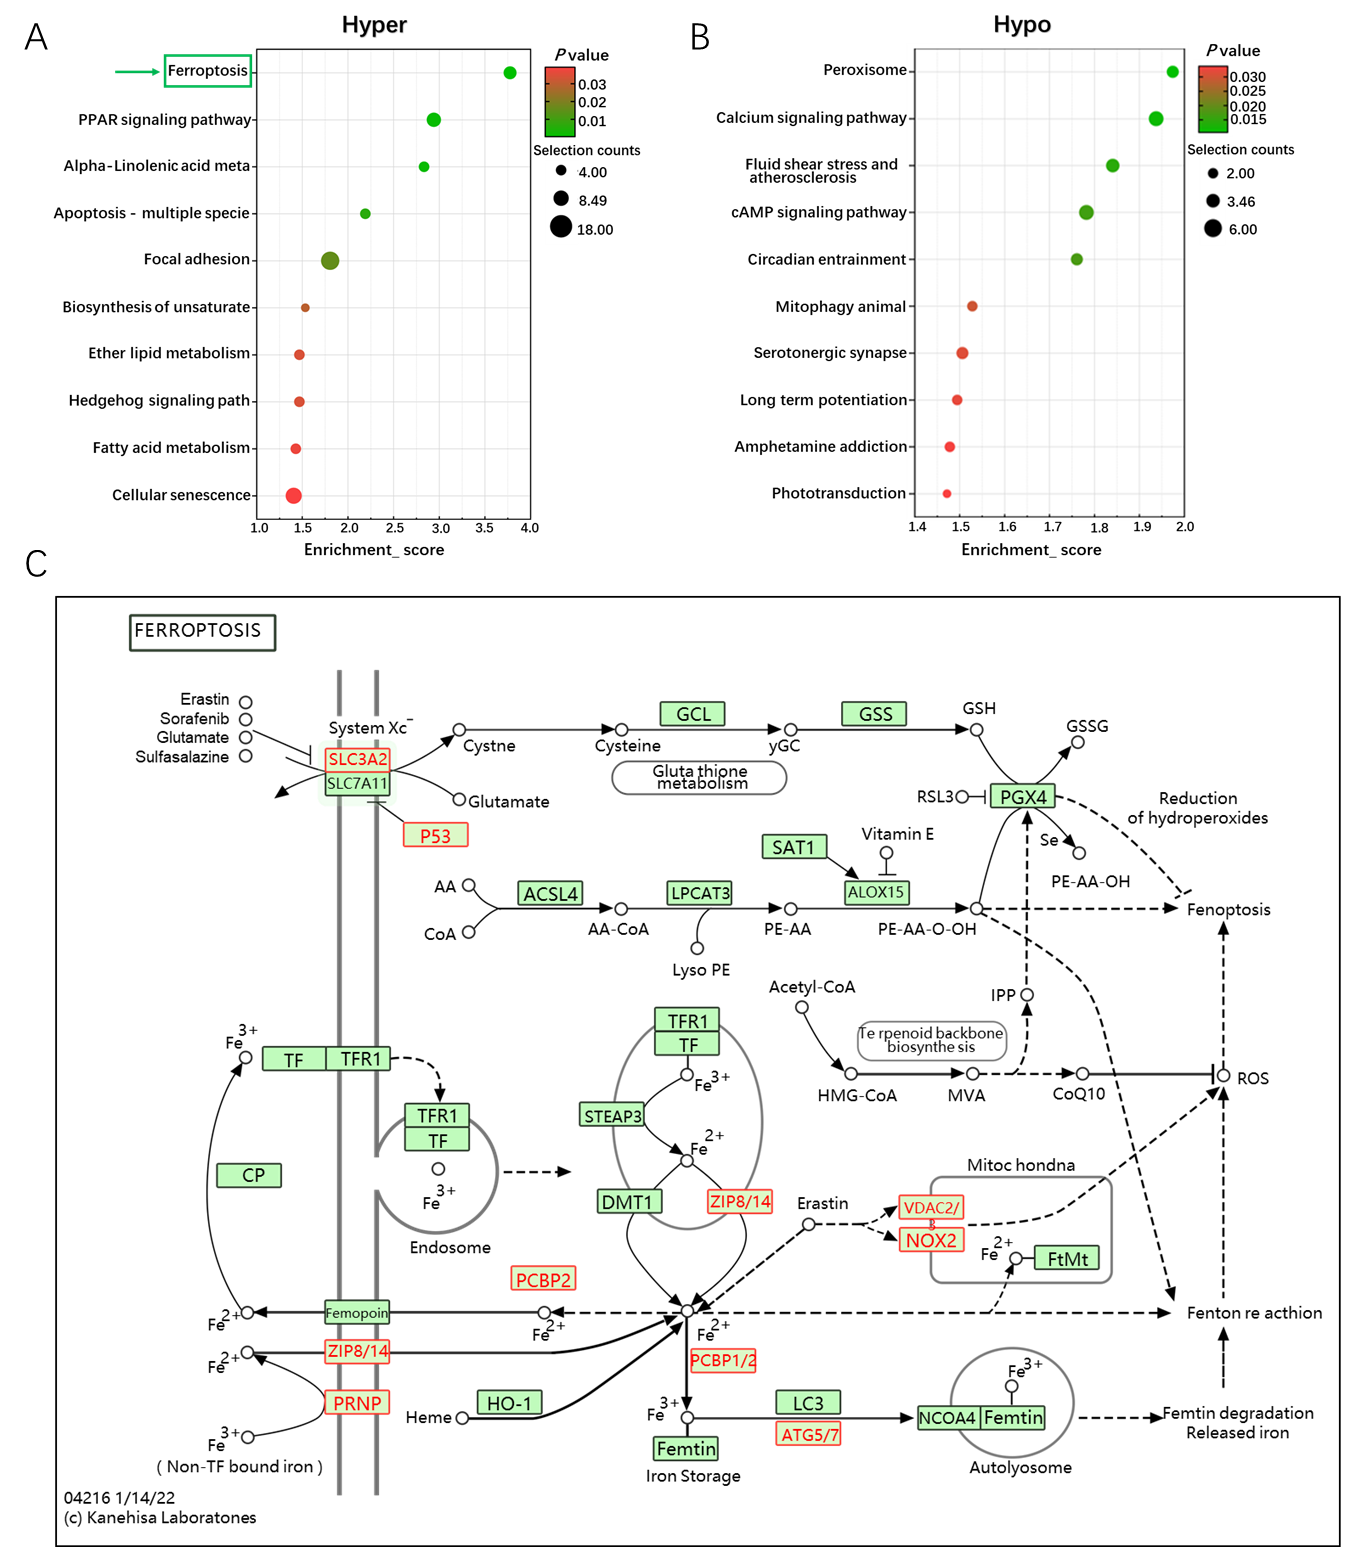 A
Hyper
Ferroptosis
PPAR signaling pathway
Alpha-Linolenic acid meta
Apoptosis - multiple specie
Focal adhesion
Biosynthesis of unsaturate
Ether lipid metabolism
Hedgehog signaling path
Fatty acid metabolism
Cellular senescence
1.0 1.5 2.0 2.5 3.0 3.5 4.0
Enrichment_ score
P value
0.03
0.02
0.01
Selection counts
4.00
8.49
18.00
B
Hypo
Peroxisome
Calcium signaling pathway
Fluid shear stress and
atherosclerosis
cAMP signaling pathway
Circadian entrainment
Mitophagy animal
Serotonergic synapse
Long term potentiation
Amphetamine addiction
Phototransduction
1.4 1.5 1.6 1.7 1.8 1.9 2.0
Enrichment_ score
P value
0.030
0.025
0.020
0.015
Selection counts
2.00
3.46
6.00
C
FERROPTOSIS
Erastin
Sorafenib
Glutamate
Sulfasalazine
System Xc⁻
SLC3A2
SLC7A11
P53
Cystne
Glutamate
Cysteine
GCL
γGC
GSS
GSH
GSSG
Gluta thione
metabolism
RSL3
PGX4
Se
PE-AA-OH
Reduction
of hydroperoxides
SAT1
Vitamin E
AA
CoA
ACSL4
AA-CoA
LPCAT3
Lyso PE
PE-AA
ALOX15
PE-AA-O-OH
Fenoptosis
Acetyl-CoA
IPP
Te rpenoid backbone
biosynthe sis
HMG-CoA
MVA
CoQ10
ROS
Fe3+
TF
TFR1
TFR1
TF
Fe3+
Endosome
CP
TFR1
TF
Fe3+
STEAP3
Fe2+
DMT1
ZIP8/14
Erastin
Mitoc hondna
VDAC2/
3
NOX2
Fe2+
FtMt
PCBP2
Fe2+
Femopoin
Fe2+
Fe2+
Fenton re acthion
Fe2+
ZIP8/14
PRNP
Fe3+
( Non-TF bound iron )
Heme
HO-1
PCBP1/2
Fe3+
Femtin
Iron Storage
LC3
ATG5/7
Fe3+
NCOA4
Femtin
Autolyosome
Femtin degradation
Released iron
04216 1/14/22
(c) Kanehisa Laboratones